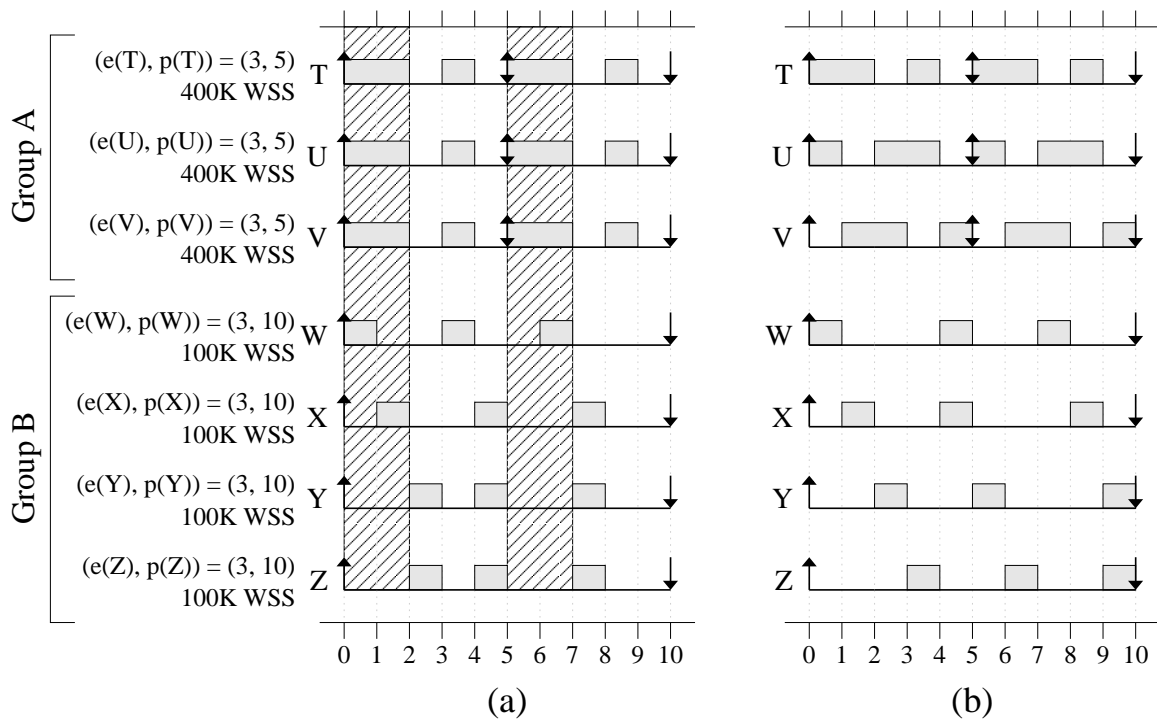 Group A
(e(T), p(T)) = (3, 5)
400K WSS
T
T
(e(U), p(U)) = (3, 5)
400K WSS
U
U
(e(V), p(V)) = (3, 5)
400K WSS
V
V
Group B
(e(W), p(W)) = (3, 10)
100K WSS
W
W
(e(X), p(X)) = (3, 10)
100K WSS
X
X
(e(Y), p(Y)) = (3, 10)
100K WSS
Y
Y
(e(Z), p(Z)) = (3, 10)
100K WSS
Z
Z
0 1 2 3 4 5 6 7 8 9 10
0 1 2 3 4 5 6 7 8 9 10
(a)
(b)